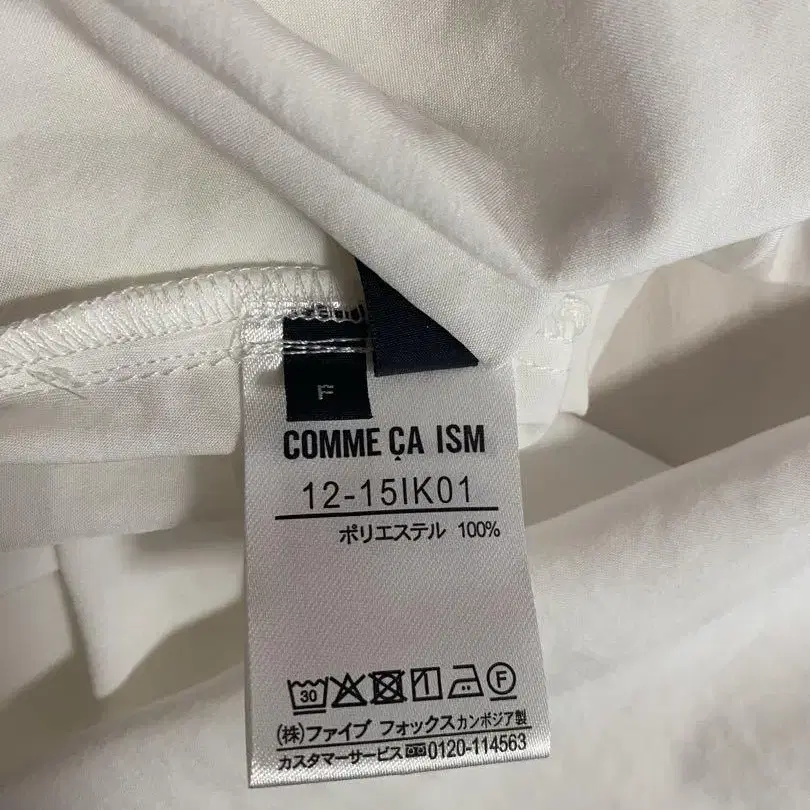 F
COMME ÇA ISM
12-15IK01
ポリエステル 100%
30 F
(株)ファイブ フォックスカンボジア製
カスタマーサービス 0120-114563